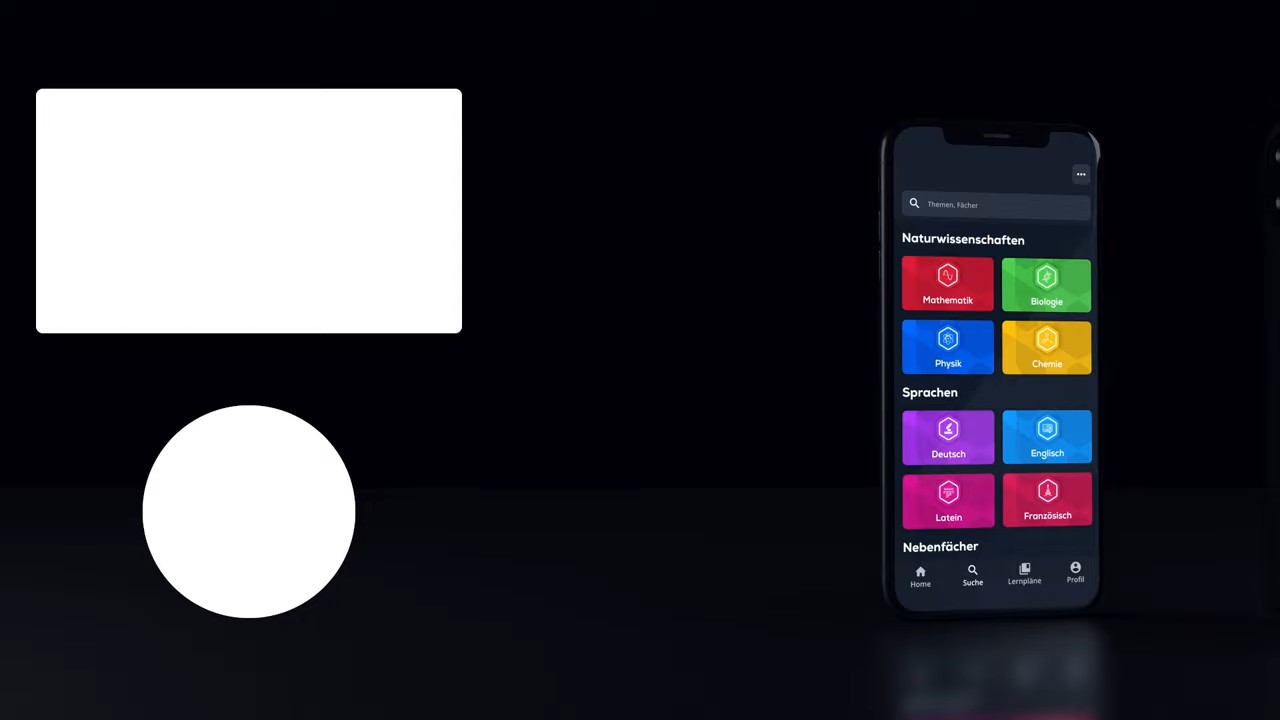 Themen, Fächer
Naturwissenschaften
Mathematik
Biologie
Physik
Chemie
Sprachen
Deutsch
Englisch
Latein
Französisch
Nebenfächer
Home
Suche
Lernpläne
Profil